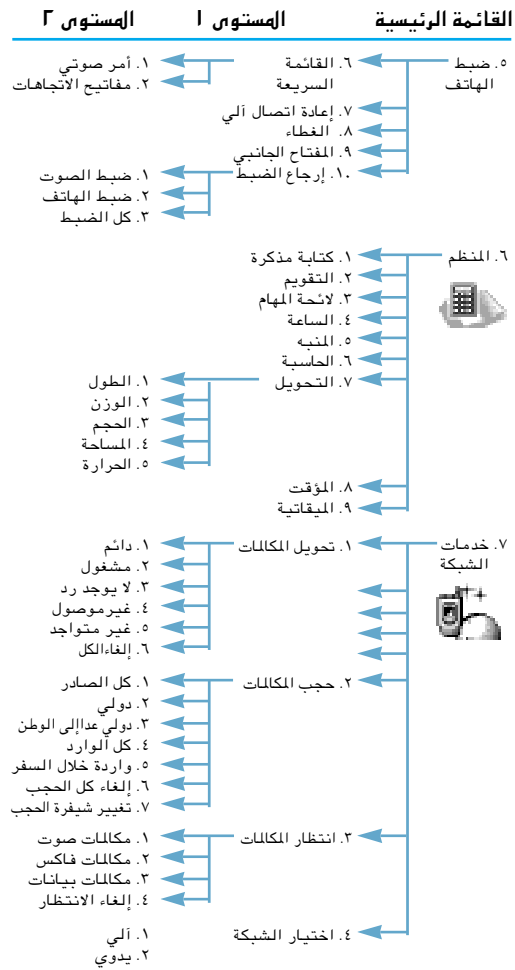 القائمة الرئيسية المستوى ١ المستوى ٢
٥. ضبط ٦. القائمة ١. أمر صوتي
الهاتف السريعة ٢. مفاتيح الاتجاهات
٧. إعادة اتصال آلي
٨. الغطاء
٩. المفتاح الجانبي
١٠. إرجاع الضبط ١. ضبط الصوت
٢. ضبط الهاتف
٣. كل الضبط
٦. المنظم ١. كتابة مذكرة
٢. التقويم
٣. لائحة المهام
٤. الساعة
٥. المنبه
٦. الحاسبة
٧. التحويل ١. الطول
٢. الوزن
٣. الحجم
٤. المساحة
٥. الحرارة
٨. المؤقت
٩. الميقاتية
٧. خدمات ١. تحويل المكالمات ١. دائم
الشبكة ٢. مشغول
٣. لا يوجد رد
٤. غيرموصول
٥. غير متواجد
٦. إلغاءالكل
٢. حجب المكالمات ١. كل الصادر
٢. دولي
٣. دولي عداإلى الوطن
٤. كل الوارد
٥. واردة خلال السفر
٦. إلغاء كل الحجب
٧. تغيير شيفرة الحجب
٣. انتظار المكالمات ١. مكالمات صوت
٢. مكالمات فاكس
٣. مكالمات بيانات
٤. إلغاء الانتظار
٤. اختيار الشبكة ١. آلي
٢. يدوي